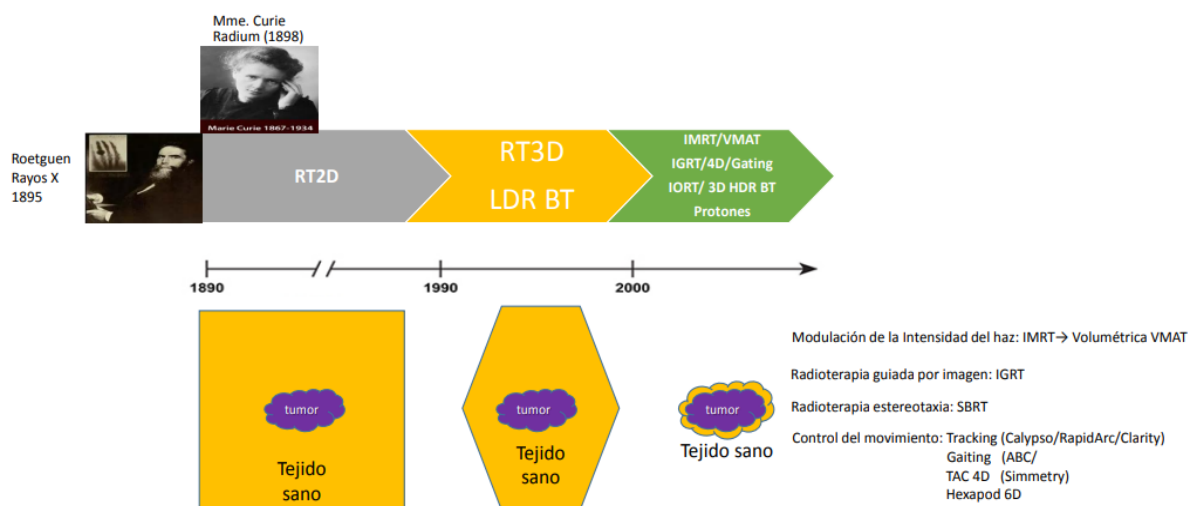 Mme. Curie
Radium (1898)
Marie Curie 1867-1934
Roetguen
Rayos X
1895
RT2D
RT3D
LDR BT
IMRT/VMAT
IGRT/4D/Gating
IORT/ 3D HDR BT
Protones
1890
1990
2000
tumor
Tejido
sano
tumor
Tejido
sano
tumor
Tejido sano
Modulación de la Intensidad del haz: IMRT→ Volumétrica VMAT
Radioterapia guiada por imagen: IGRT
Radioterapia estereotaxia: SBRT
Control del movimiento: Tracking (Calypso/RapidArc/Clarity)
Gaiting (ABC/
TAC 4D (Simmetry)
Hexapod 6D